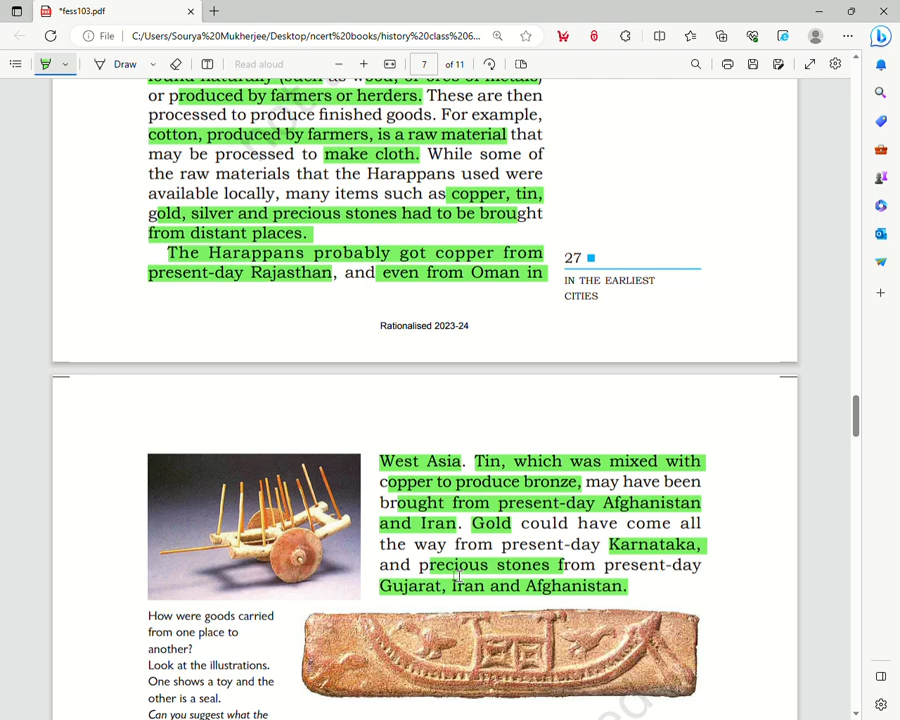 *fess103.pdf
File
C:/Users/Sourya%20Mukherjee/Desktop/ncert%20books/history%20class%206...
Draw
Read aloud
7
of 11
or produced by farmers or herders. These are then
processed to produce finished goods. For example,
cotton, produced by farmers, is a raw material that
may be processed to make cloth. While some of
the raw materials that the Harappans used were
available locally, many items such as copper, tin,
gold, silver and precious stones had to be brought
from distant places.
The Harappans probably got copper from
present-day Rajasthan, and even from Oman in
27
IN THE EARLIEST
CITIES
Rationalised 2023-24
West Asia. Tin, which was mixed with
copper to produce bronze, may have been
brought from present-day Afghanistan
and Iran. Gold could have come all
the way from present-day Karnataka,
and precious stones from present-day
Gujarat, Iran and Afghanistan.
How were goods carried
from one place to
another?
Look at the illustrations.
One shows a toy and the
other is a seal.
Can you suggest what the